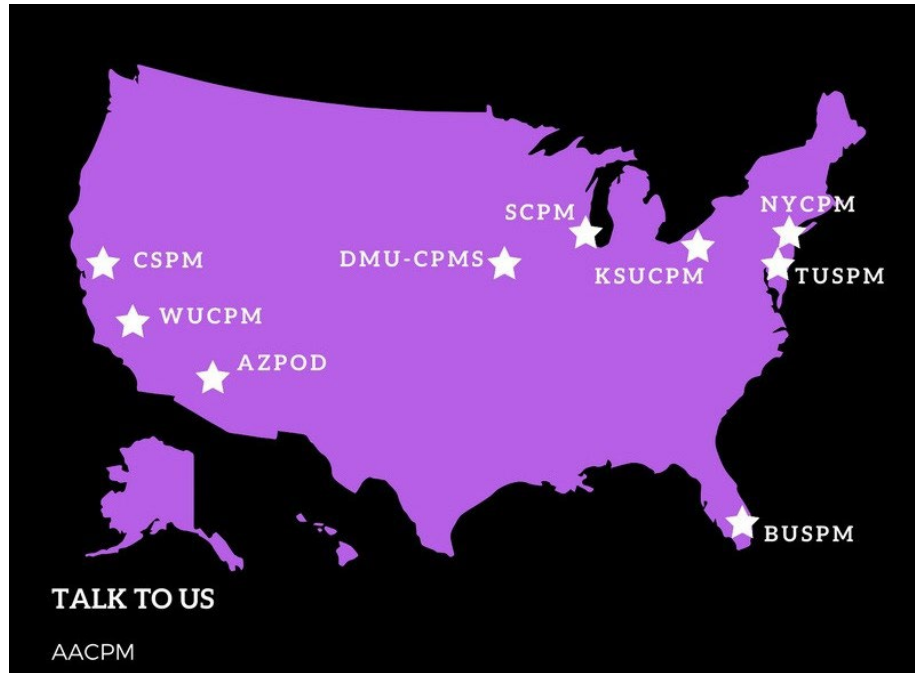 NYCPM
SCPM
CSPM
DMU-CPMS
KSUCPM
TUSPM
WUCPM
AZPOD
BUSPM
TALK TO US
AACPM